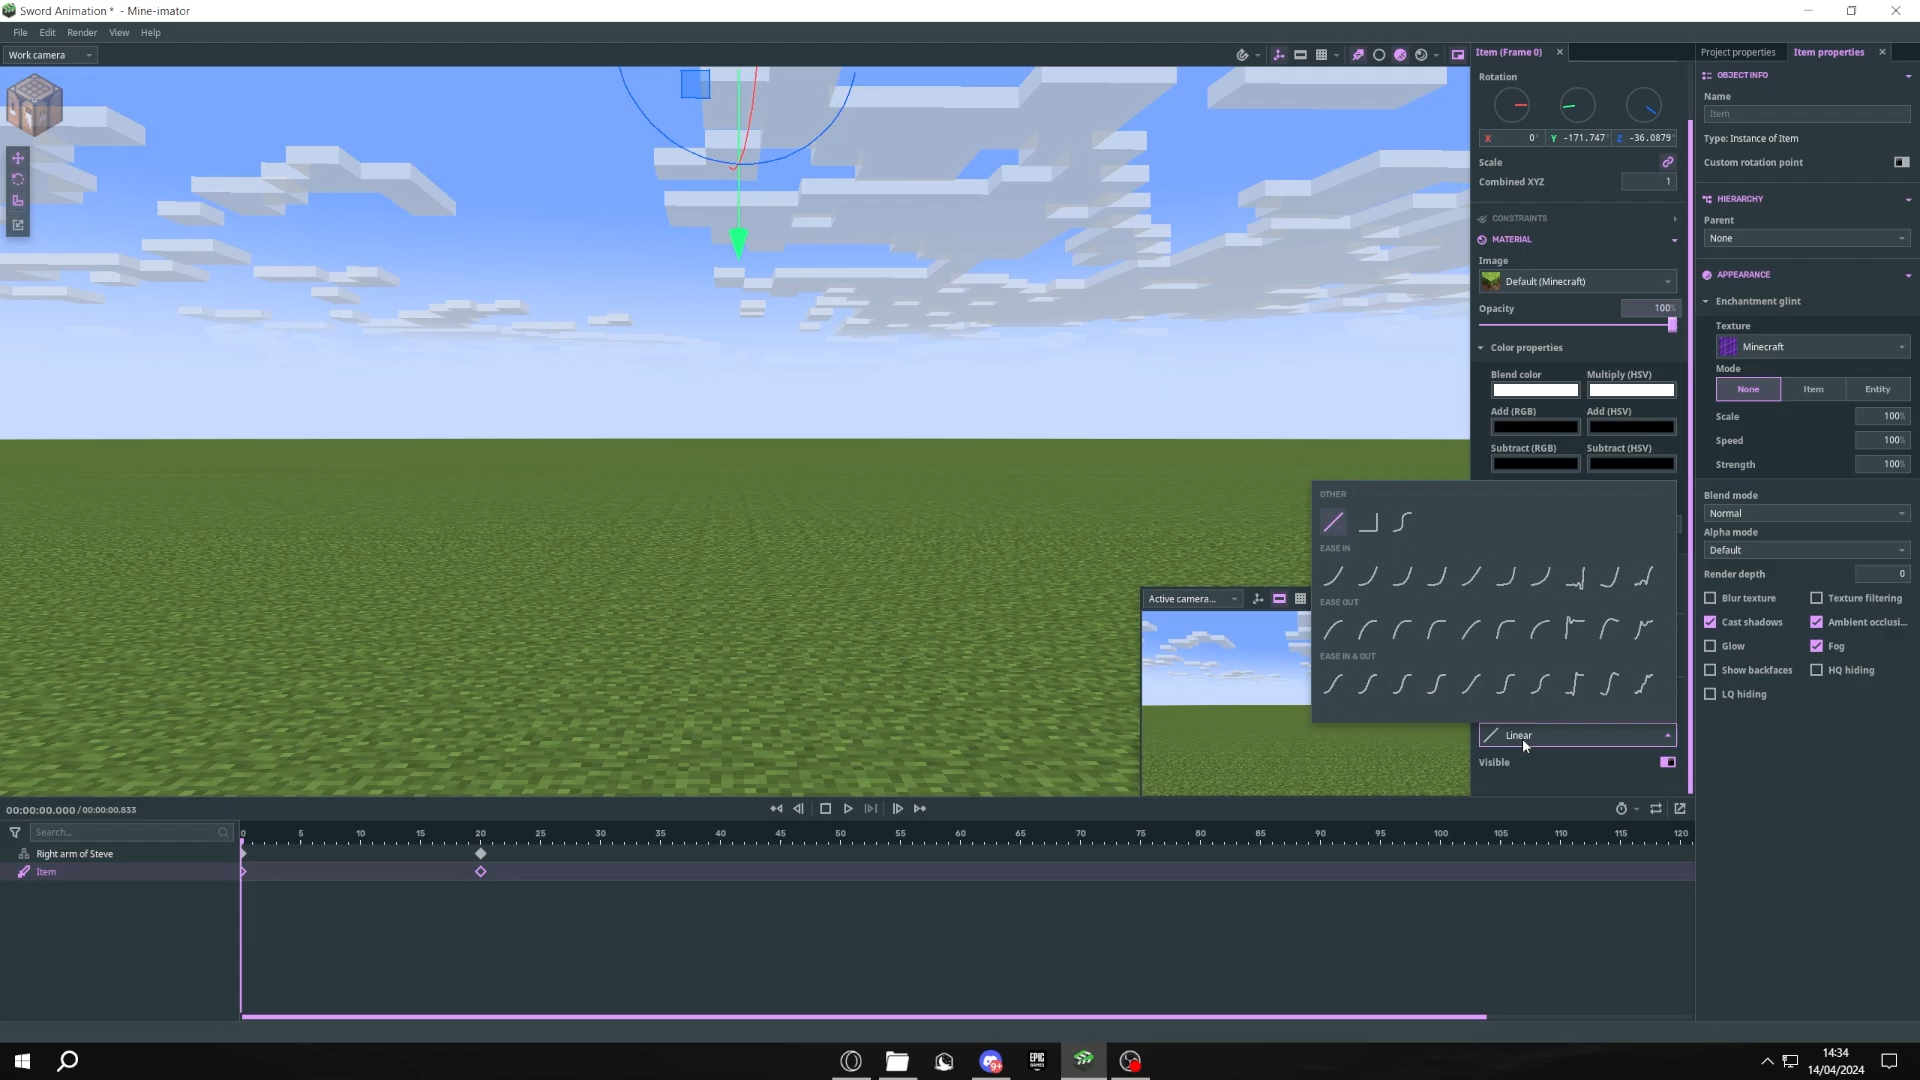 Sword Animation * - Mine-imator
File Edit Render View Help
Work camera
Item (Frame 0)
Project properties Item properties
Rotation
X 0° Y -171.747° Z -36.0879°
Scale
Combined XYZ 1
CONSTRAINTS
MATERIAL
Image
Default (Minecraft)
Opacity 100%
Color properties
Blend color Multiply (HSV)
Add (RGB) Add (HSV)
Subtract (RGB) Subtract (HSV)
OTHER
EASE IN
EASE OUT
EASE IN & OUT
Linear
Visible
Active camera...
OBJECT INFO
Name
Item
Type: Instance of Item
Custom rotation point
HIERARCHY
Parent
None
APPEARANCE
Enchantment glint
Texture
Minecraft
Mode
None Item Entity
Scale 100%
Speed 100%
Strength 100%
Blend mode
Normal
Alpha mode
Default
Render depth 0
Blur texture Texture filtering
Cast shadows Ambient occlusi...
Glow Fog
Show backfaces HQ hiding
LQ hiding
00:00:00.000 / 00:00:00.833
Search...
0 5 10 15 20 25 30 35 40 45 50 55 60 65 70 75 80 85 90 95 100 105 110 115 120
Right arm of Steve
Item
9+
EPIC GAMES
14:34
14/04/2024